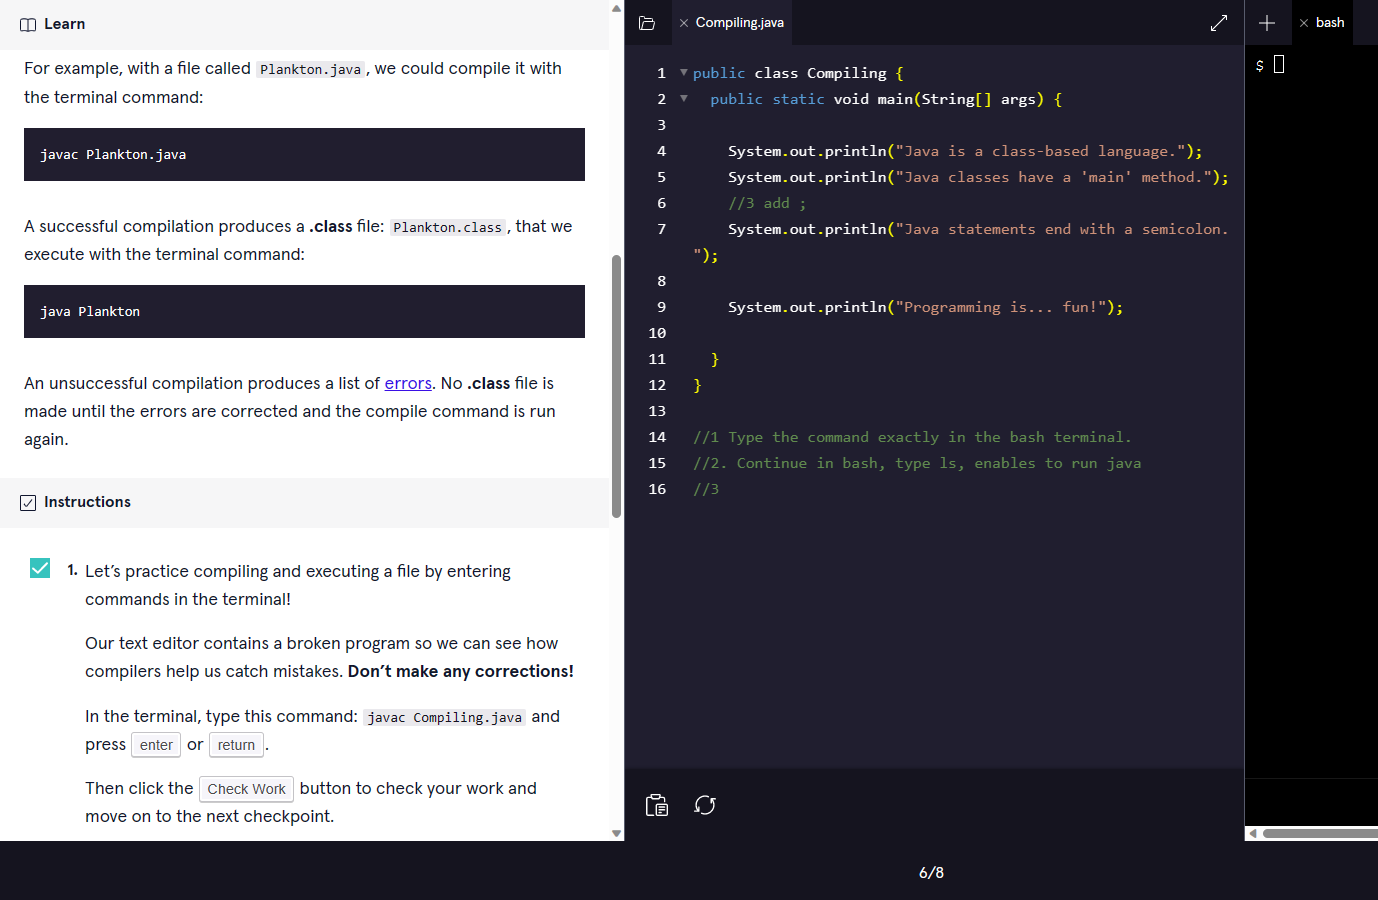 Learn
For example, with a file called Plankton.java, we could compile it with
the terminal command:
javac Plankton.java
A successful compilation produces a .class file: Plankton.class, that we
execute with the terminal command:
java Plankton
An unsuccessful compilation produces a list of errors. No .class file is
made until the errors are corrected and the compile command is run
again.
Instructions
1. Let’s practice compiling and executing a file by entering
commands in the terminal!
Our text editor contains a broken program so we can see how
compilers help us catch mistakes. Don’t make any corrections!
In the terminal, type this command: javac Compiling.java and
press enter or return.
Then click the Check Work button to check your work and
move on to the next checkpoint.
Compiling.java
1 public class Compiling {
2 public static void main(String[] args) {
3
4 System.out.println("Java is a class-based language.");
5 System.out.println("Java classes have a 'main' method.");
6 //3 add ;
7 System.out.println("Java statements end with a semicolon.
");
8
9 System.out.println("Programming is... fun!");
10
11 }
12 }
13
14 //1 Type the command exactly in the bash terminal.
15 //2. Continue in bash, type ls, enables to run java
16 //3
bash
$
6/8